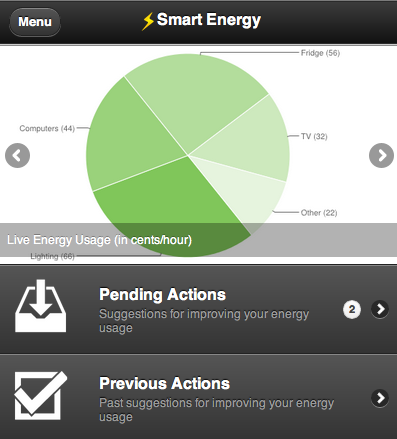 Menu
Smart Energy
Fridge (56)
Computers (44)
TV (32)
Other (22)
Live Energy Usage (in cents/hour)
Lighting (66)
Pending Actions
Suggestions for improving your energy
usage
2
Previous Actions
Past suggestions for improving your energy
usage